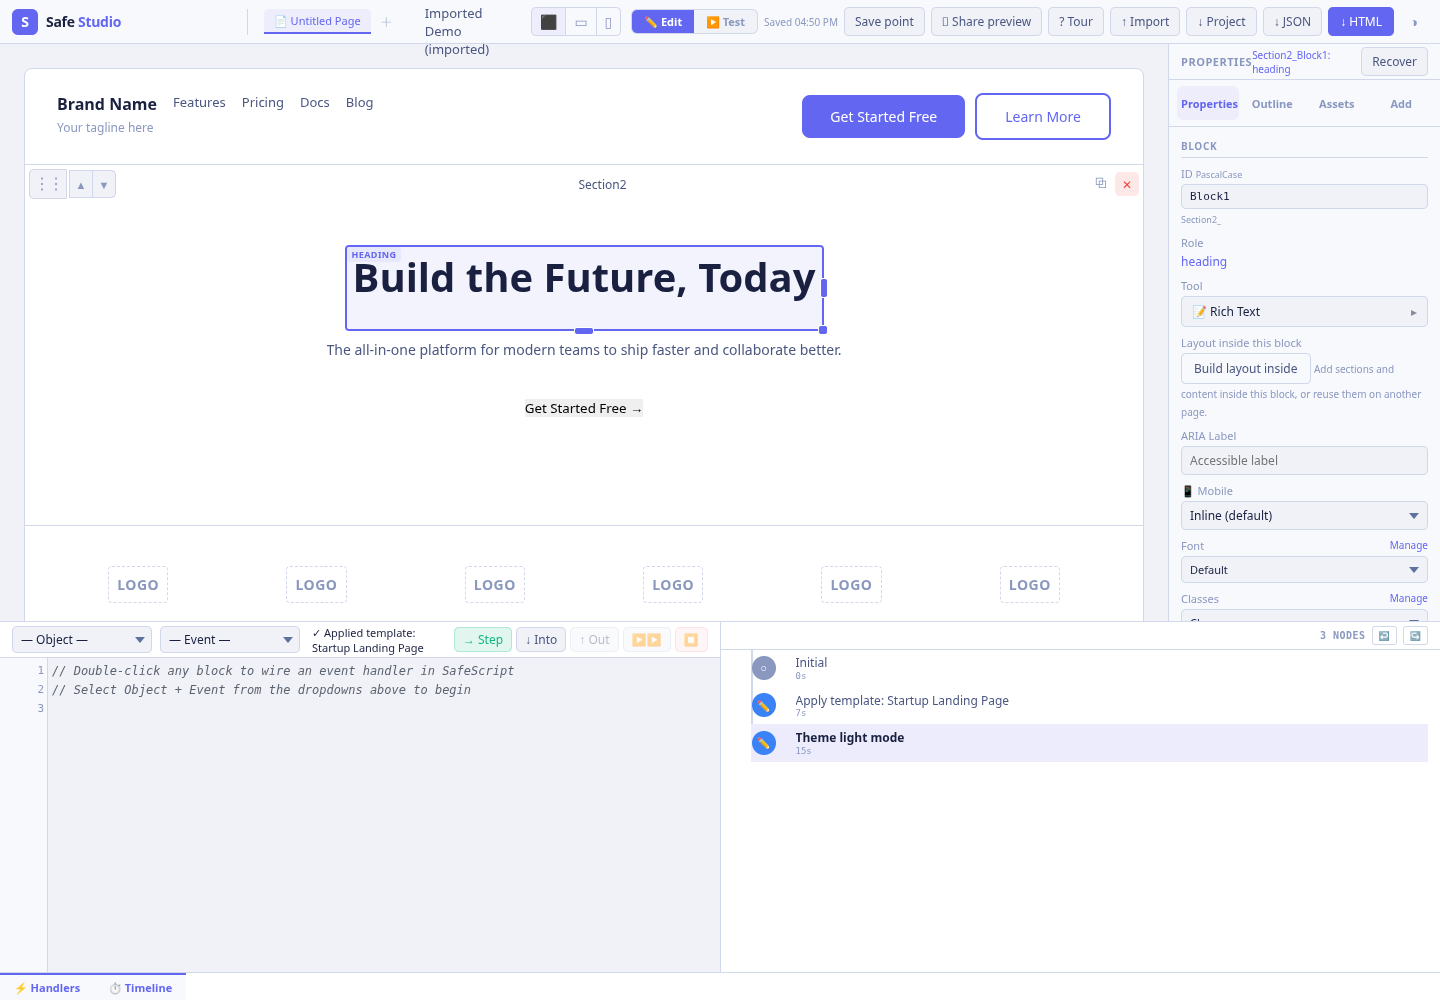 S Safe Studio
📄 Untitled Page +
Imported
Demo
(imported)
✏️ Edit ▶️ Test
Saved 04:50 PM
Save point
Share preview
? Tour
↑ Import
↓ Project
↓ JSON
↓ HTML
Brand Name
Features Pricing Docs Blog
Your tagline here
Get Started Free
Learn More
Section2
HEADING
Build the Future, Today
The all-in-one platform for modern teams to ship faster and collaborate better.
Get Started Free →
LOGO LOGO LOGO LOGO LOGO LOGO
PROPERTIES
Section2_Block1:
heading
Recover
Properties Outline Assets Add
BLOCK
ID PascalCase
Block1
Section2_
Role
heading
Tool
📝 Rich Text ▸
Layout inside this block
Build layout inside Add sections and
content inside this block, or reuse them on another
page.
ARIA Label
Accessible label
📱 Mobile
Inline (default)
Font Manage
Default
Classes Manage
— Object —
— Event —
✓ Applied template:
Startup Landing Page
→ Step
↓ Into
↑ Out
1 // Double-click any block to wire an event handler in SafeScript
2 // Select Object + Event from the dropdowns above to begin
3
3 NODES
Initial
0s
Apply template: Startup Landing Page
7s
Theme light mode
15s
⚡ Handlers
⏱️ Timeline